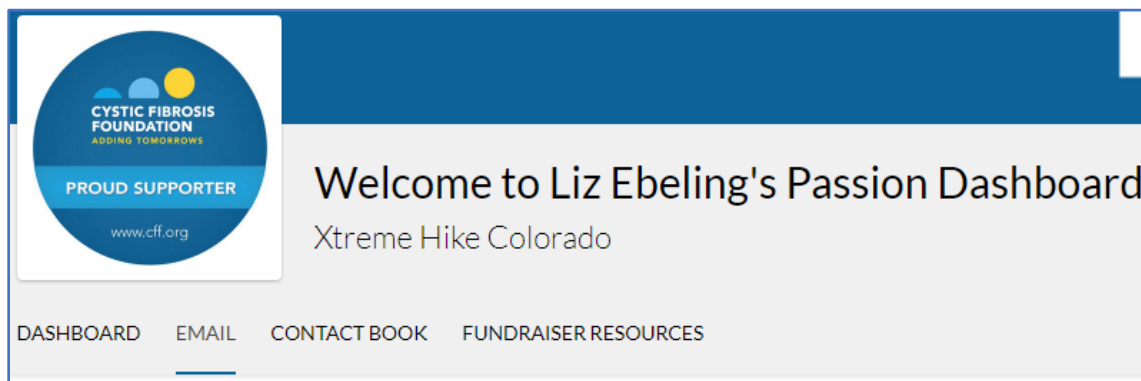 CYSTIC FIBROSIS
FOUNDATION
ADDING TOMORROWS
PROUD SUPPORTER
www.cff.org
Welcome to Liz Ebeling's Passion Dashboard
Xtreme Hike Colorado
DASHBOARD EMAIL CONTACT BOOK FUNDRAISER RESOURCES